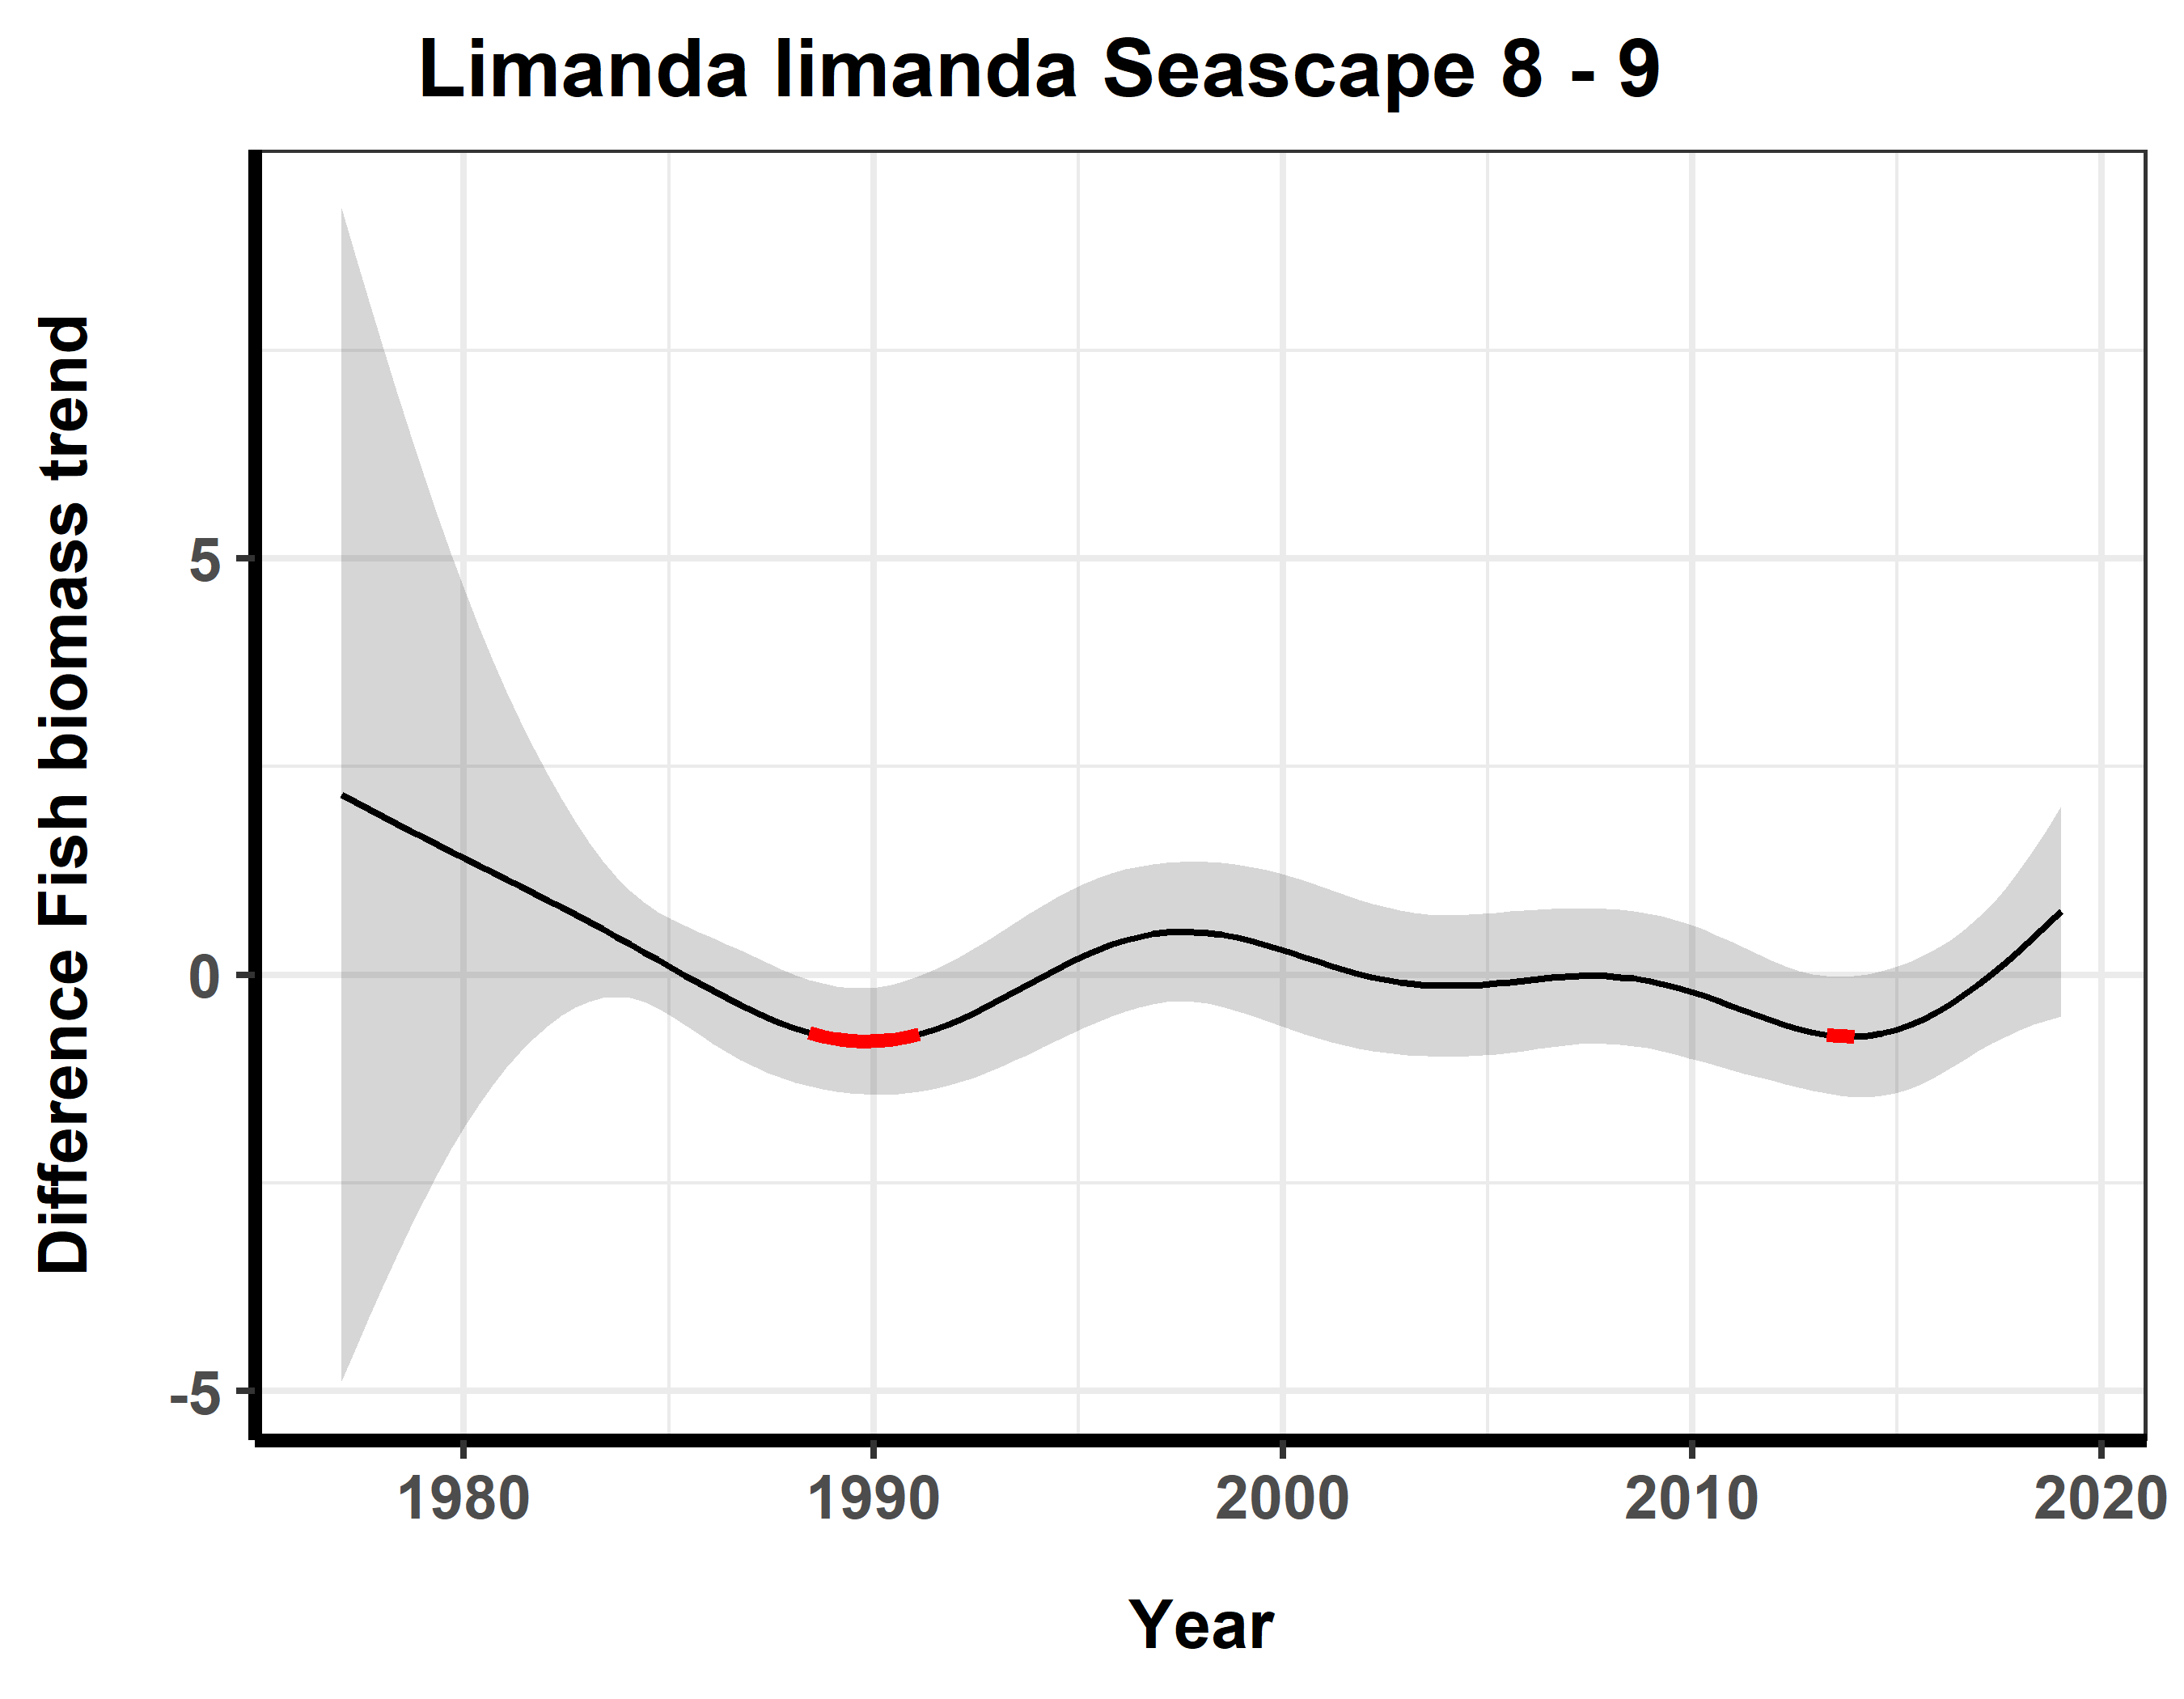 Limanda limanda Seascape 8 - 9
Difference Fish biomass trend
5
0
-5
1980 1990 2000 2010 2020
Year